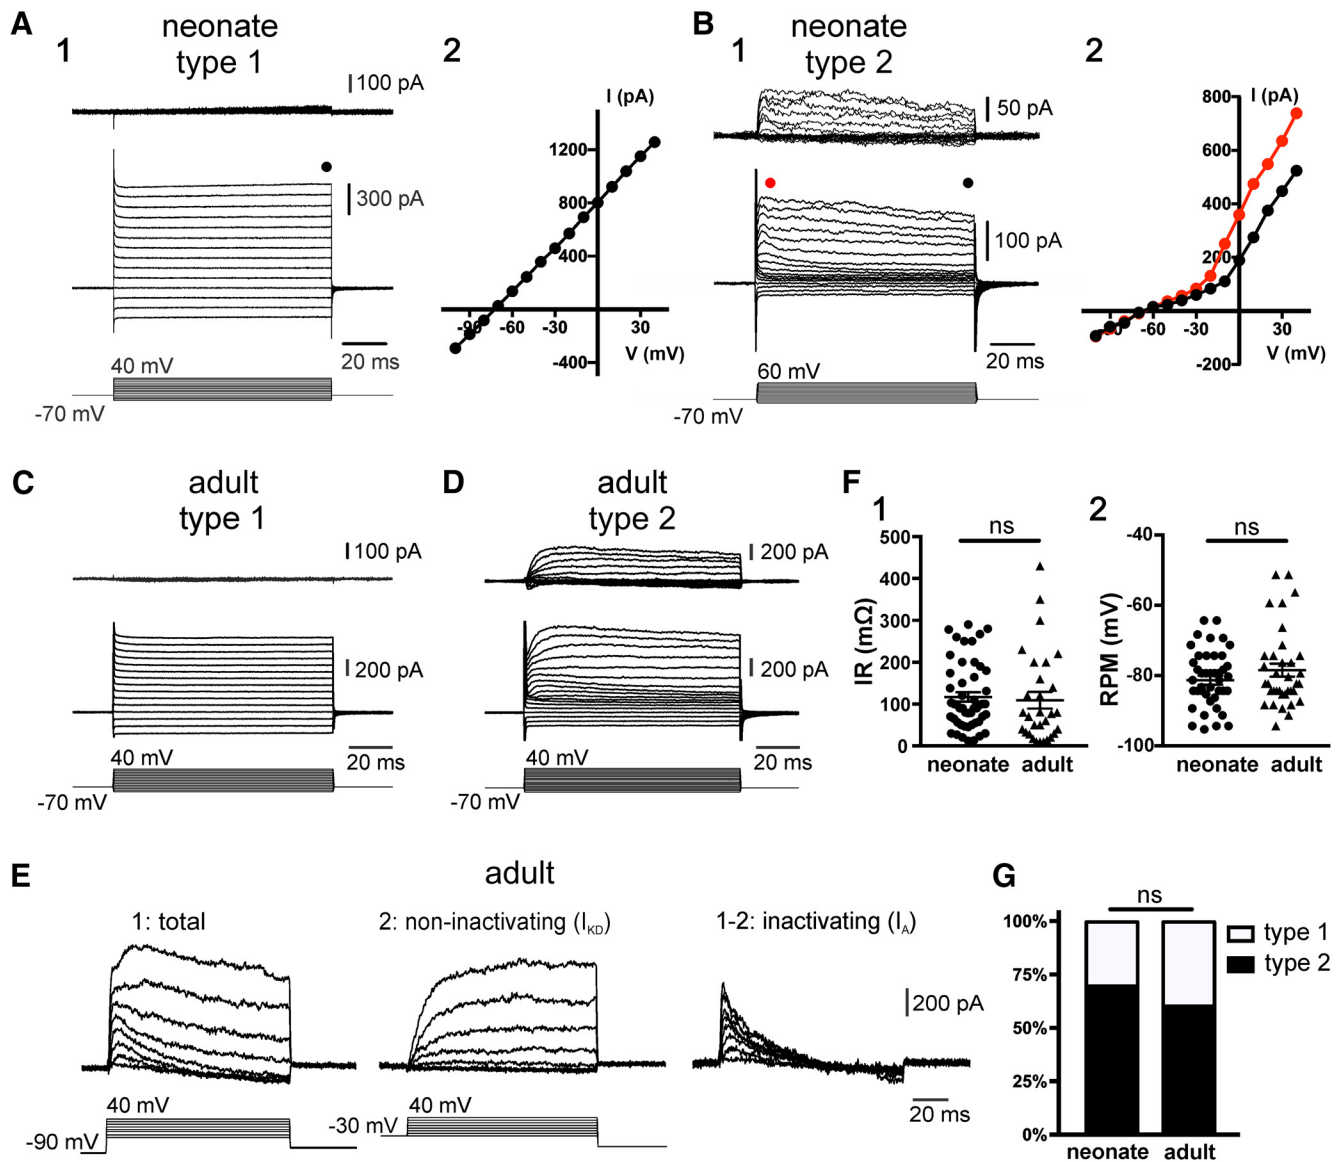 A
1
neonate
type 1
100 pA
300 pA
40 mV
20 ms
-70 mV
2
I (pA)
1200
800
400
-90
-60
-30
30
V (mV)
-400
B
1
neonate
type 2
50 pA
100 pA
60 mV
20 ms
-70 mV
2
I (pA)
800
600
400
200
-60
-30
30
V (mV)
-200
C
adult
type 1
100 pA
200 pA
40 mV
20 ms
-70 mV
D
adult
type 2
200 pA
200 pA
40 mV
20 ms
-70 mV
F
1
ns
500
400
300
200
100
0
IR (mΩ)
neonate adult
2
ns
-40
-60
-80
-100
RPM (mV)
neonate adult
E
adult
1: total
2: non-inactivating (IKD)
1-2: inactivating (IA)
200 pA
20 ms
40 mV
-90 mV
40 mV
-30 mV
G
ns
100%
75%
50%
25%
0%
type 1
type 2
neonate adult